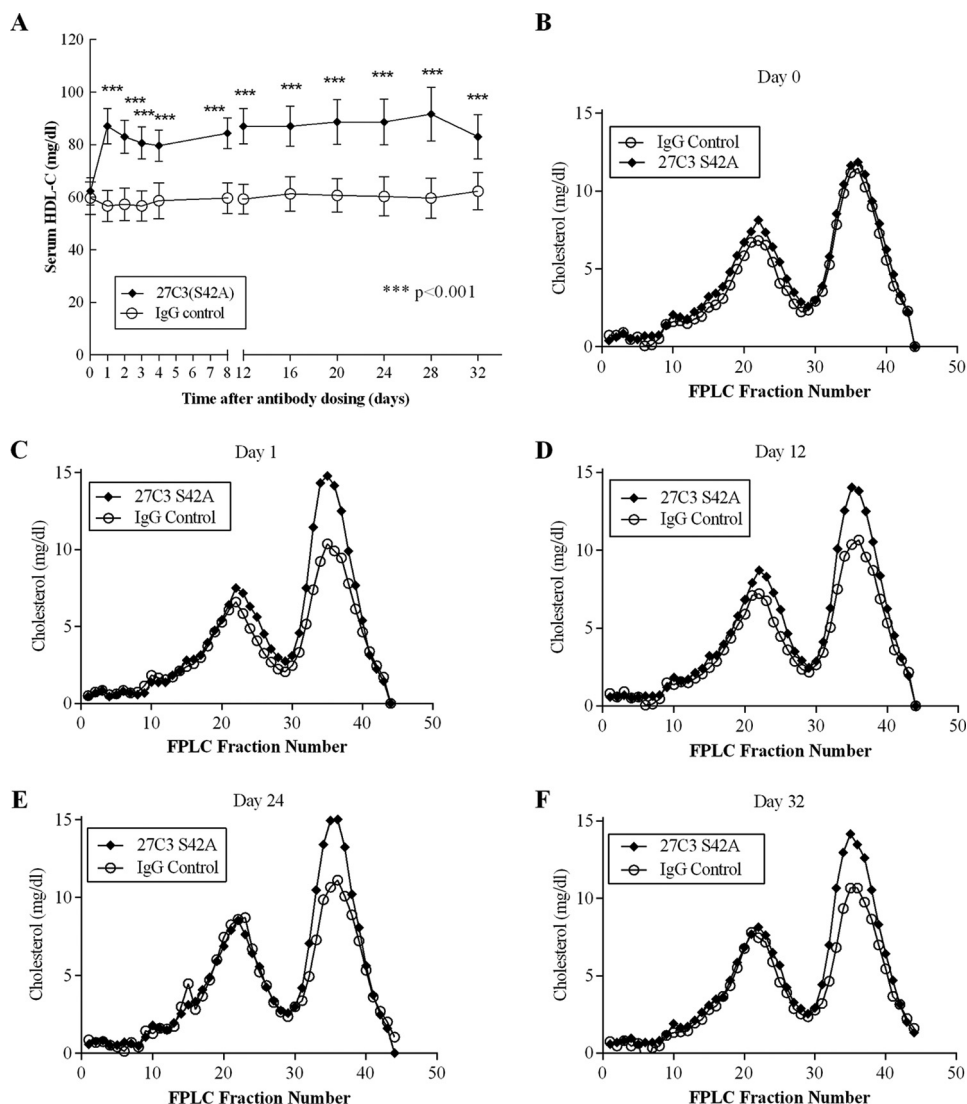 A
120
100
80
60
40
20
0
Serum HDL-C (mg/dl)
***
***
***
***
***
***
***
***
***
***
***
27C3(S42A)
IgG control
*** p<0.001
0 1 2 3 4 5 6 7 8 12 16 20 24 28 32
Time after antibody dosing (days)
B
Day 0
15
10
5
0
Cholesterol (mg/dl)
IgG Control
27C3 S42A
0 10 20 30 40 50
FPLC Fraction Number
C
Day 1
15
10
5
0
Cholesterol (mg/dl)
27C3 S42A
IgG Control
0 10 20 30 40 50
FPLC Fraction Number
D
Day 12
15
10
5
0
Cholesterol (mg/dl)
27C3 S42A
IgG Control
0 10 20 30 40 50
FPLC Fraction Number
E
Day 24
15
10
5
0
Cholesterol (mg/dl)
27C3 S42A
IgG Control
0 10 20 30 40 50
FPLC Fraction Number
F
Day 32
15
10
5
0
Cholesterol (mg/dl)
27C3 S42A
IgG Control
0 10 20 30 40 50
FPLC Fraction Number